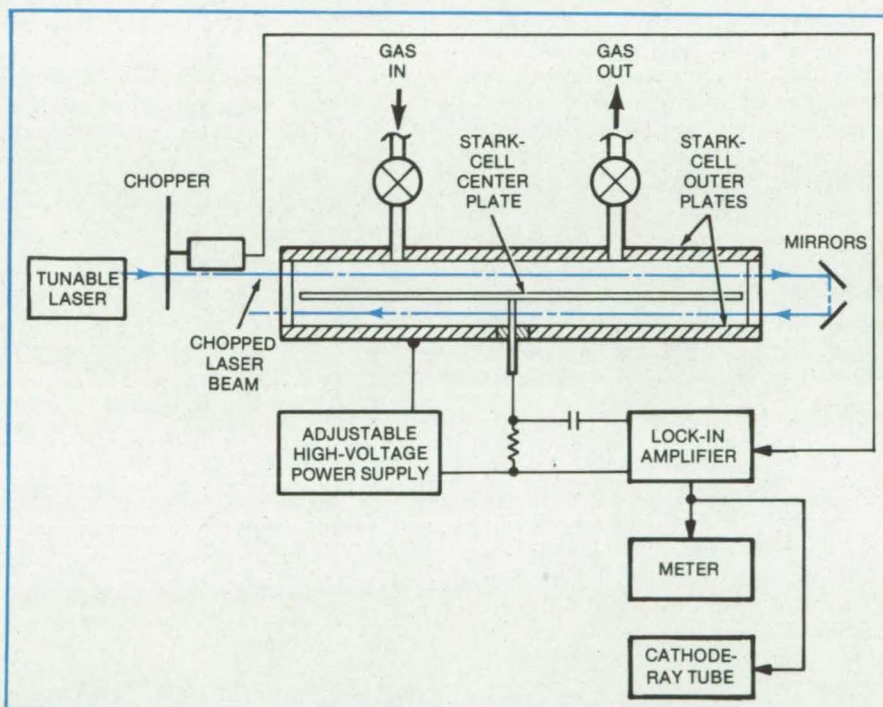 GAS
IN
GAS
OUT
STARK-
CELL
CENTER
PLATE
STARK-
CELL
OUTER
PLATES
CHOPPER
MIRRORS
TUNABLE
LASER
CHOPPED
LASER
BEAM
ADJUSTABLE
HIGH-VOLTAGE
POWER SUPPLY
LOCK-IN
AMPLIFIER
METER
CATHODE-
RAY TUBE